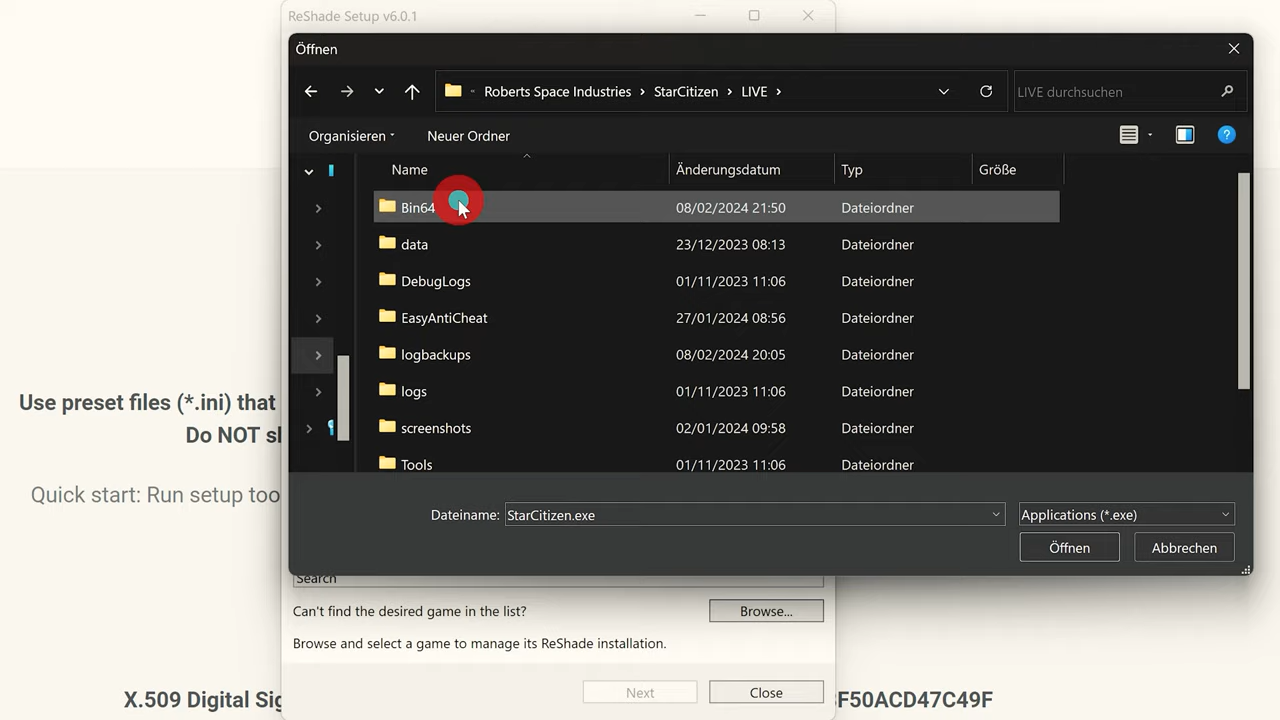 ReShade Setup v6.0.1
Öffnen
Roberts Space Industries > StarCitizen > LIVE >
LIVE durchsuchen
Organisieren
Neuer Ordner
Name
Änderungsdatum
Typ
Größe
Bin64
08/02/2024 21:50
Dateiordner
data
23/12/2023 08:13
Dateiordner
DebugLogs
01/11/2023 11:06
Dateiordner
EasyAntiCheat
27/01/2024 08:56
Dateiordner
logbackups
08/02/2024 20:05
Dateiordner
logs
01/11/2023 11:06
Dateiordner
screenshots
02/01/2024 09:58
Dateiordner
Tools
01/11/2023 11:06
Dateiordner
Dateiname:
StarCitizen.exe
Applications (*.exe)
Öffnen
Abbrechen
Use preset files (*.ini) that
Do NOT
Quick start: Run setup
Search
Can't find the desired game in the list?
Browse...
Browse and select a game to manage its ReShade installation.
Next
Close
X.509 Digital
F50ACD47C49F